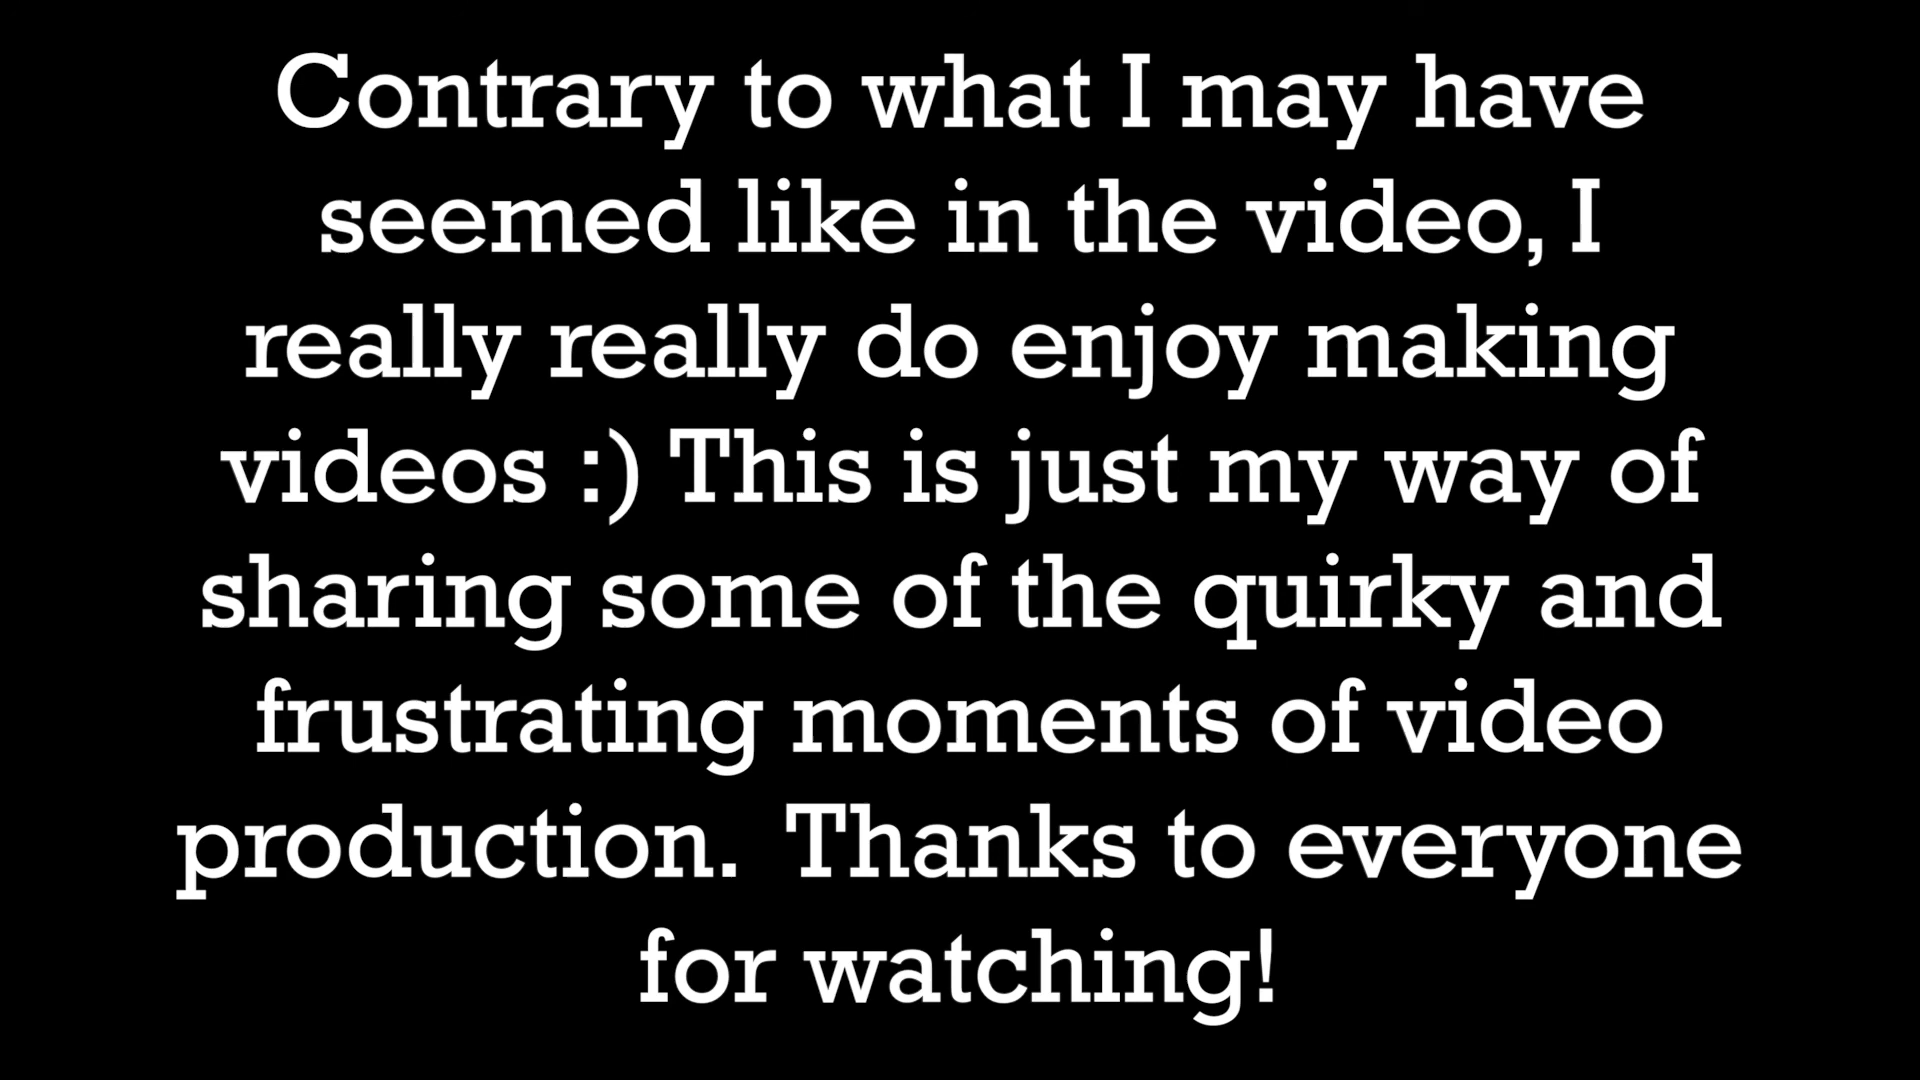 Contrary to what I may have
seemed like in the video, I
really really do enjoy making
videos :) This is just my way of
sharing some of the quirky and
frustrating moments of video
production.  Thanks to everyone
for watching!